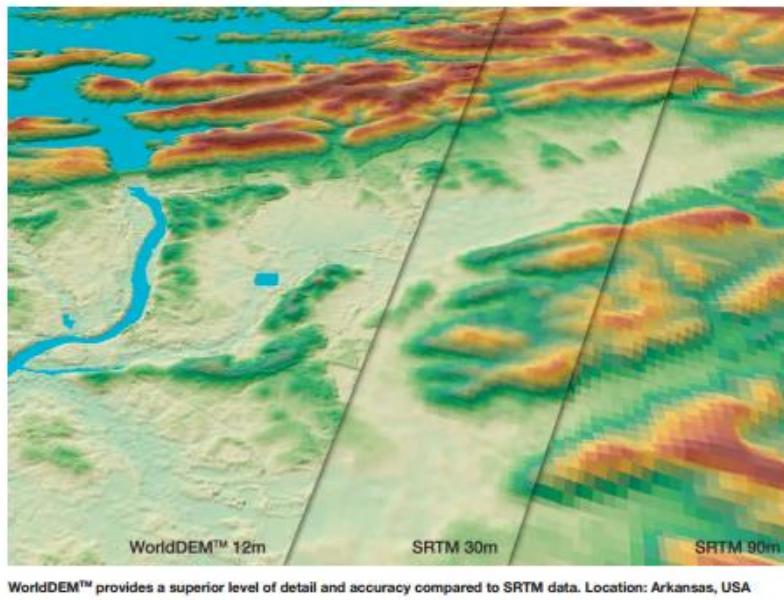 WorldDEM™ 12m
SRTM 30m
SRTM 90m
WorldDEM™ provides a superior level of detail and accuracy compared to SRTM data. Location: Arkansas, USA